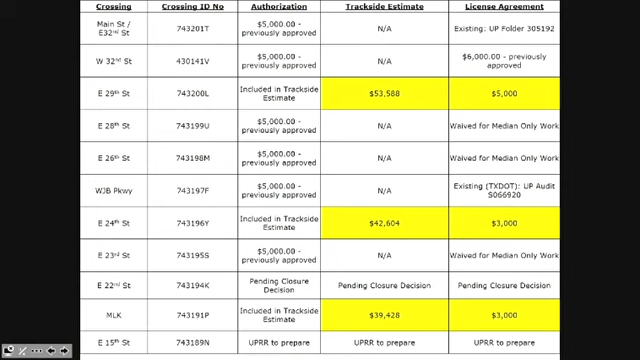 Crossing Crossing ID No Authorization Trackside Estimate License Agreement
Main St / E32nd St 743201T $5,000.00 - previously approved N/A Existing: UP Folder 305192
W 32nd St 430141V $5,000.00 - previously approved N/A $6,000.00 - previously approved
E 29th St 743200L Included in Trackside Estimate $53,588 $5,000
E 28th St 743199U $5,000.00 - previously approved N/A Waived for Median Only Work
E 26th St 743198M $5,000.00 - previously approved N/A Waived for Median Only Work
WJB Pkwy 743197F $5,000.00 - previously approved N/A Existing (TXDOT): UP Audit S066920
E 24th St 743196Y Included in Trackside Estimate $42,604 $3,000
E 23rd St 743195S $5,000.00 - previously approved N/A Waived for Median Only Work
E 22nd St 743194K Pending Closure Decision Pending Closure Decision Pending Closure Decision
MLK 743191P Included in Trackside Estimate $39,428 $3,000
E 15th St 743189N UPRR to prepare UPRR to prepare UPRR to prepare